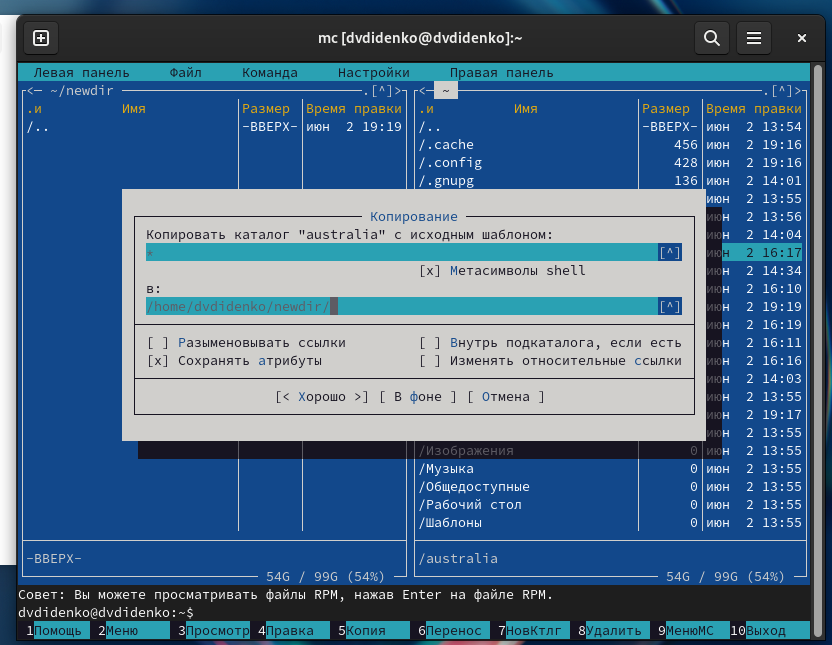 mc [dvdidenko@dvdidenko]:~
Левая панель Файл Команда Настройки Правая панель
<— ~/newdir .[^]> <— ~ .[^]>
.и Имя Размер Время правки .и Имя Размер Время правки
/.. -ВВЕРХ- июн 2 19:19 /.. -ВВЕРХ- июн 2 13:54
/.cache 456 июн 2 19:16
/.config 428 июн 2 19:16
/.gnupg 136 июн 2 14:01
июн 2 13:55
Копирование июн 2 13:56
Копировать каталог "australia" с исходным шаблоном: июн 2 14:04
* [^] июн 2 16:17
[x] Метасимволы shell июн 2 14:34
в: июн 2 16:10
/home/dvdidenko/newdir/ [^] июн 2 19:19
июн 2 16:19
[ ] Разыменовывать ссылки [ ] Внутрь подкаталога, если есть июн 2 16:11
[x] Сохранять атрибуты [ ] Изменять относительные ссылки июн 2 16:16
июн 2 14:03
[< Хорошо >] [ В фоне ] [ Отмена ] июн 2 13:55
июн 2 19:17
июн 2 13:55
/Изображения 0 июн 2 13:55
/Музыка 0 июн 2 13:55
/Общедоступные 0 июн 2 13:55
/Рабочий стол 0 июн 2 13:55
/Шаблоны 0 июн 2 13:55
-ВВЕРХ- /australia
54G / 99G (54%) 54G / 99G (54%)
Совет: Вы можете просматривать файлы RPM, нажав Enter на файле RPM.
dvdidenko@dvdidenko:~$
1Помощь 2Меню 3Просмотр 4Правка 5Копия 6Перенос 7НовКтлг 8Удалить 9МенюМС 10Выход